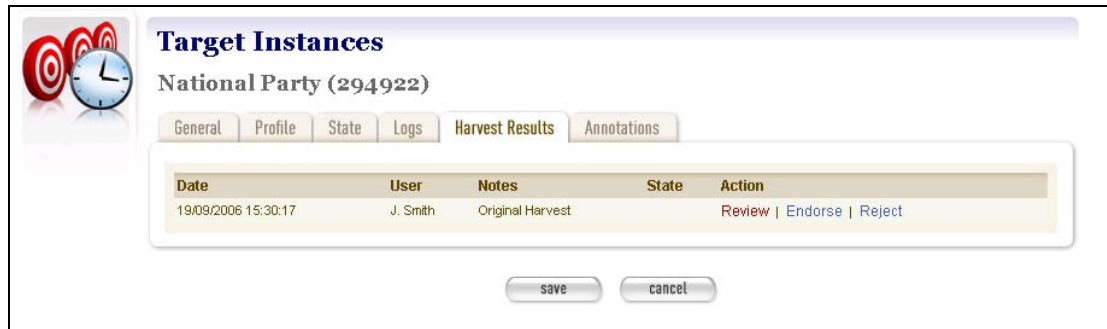 Target Instances
National Party (294922)
General Profile State Logs Harvest Results Annotations
Date User Notes State Action
19/09/2006 15:30:17 J. Smith Original Harvest Review | Endorse | Reject
save cancel